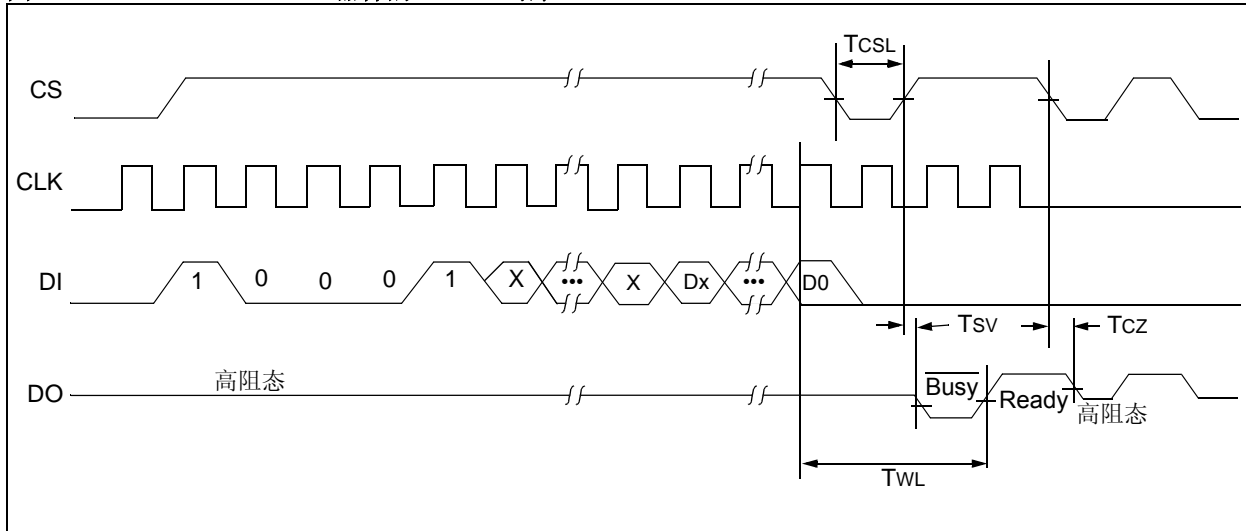 TCSL
CS
CLK
DI 1 0 0 0 1 X ••• X Dx ••• D0
TSV TCZ
高阻态
DO
Busy
Ready
高阻态
TWL